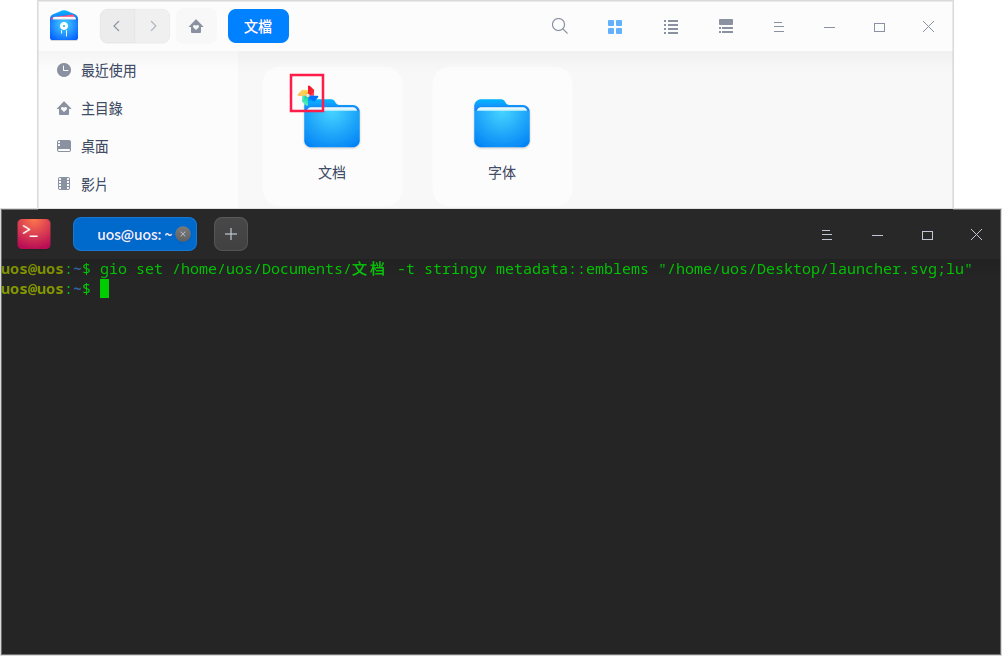 文檔
最近使用
主目錄
桌面
影片
文档
字体
uos@uos: ~
uos@uos:~$ gio set /home/uos/Documents/文档 -t stringv metadata::emblems "/home/uos/Desktop/launcher.svg;lu"
uos@uos:~$